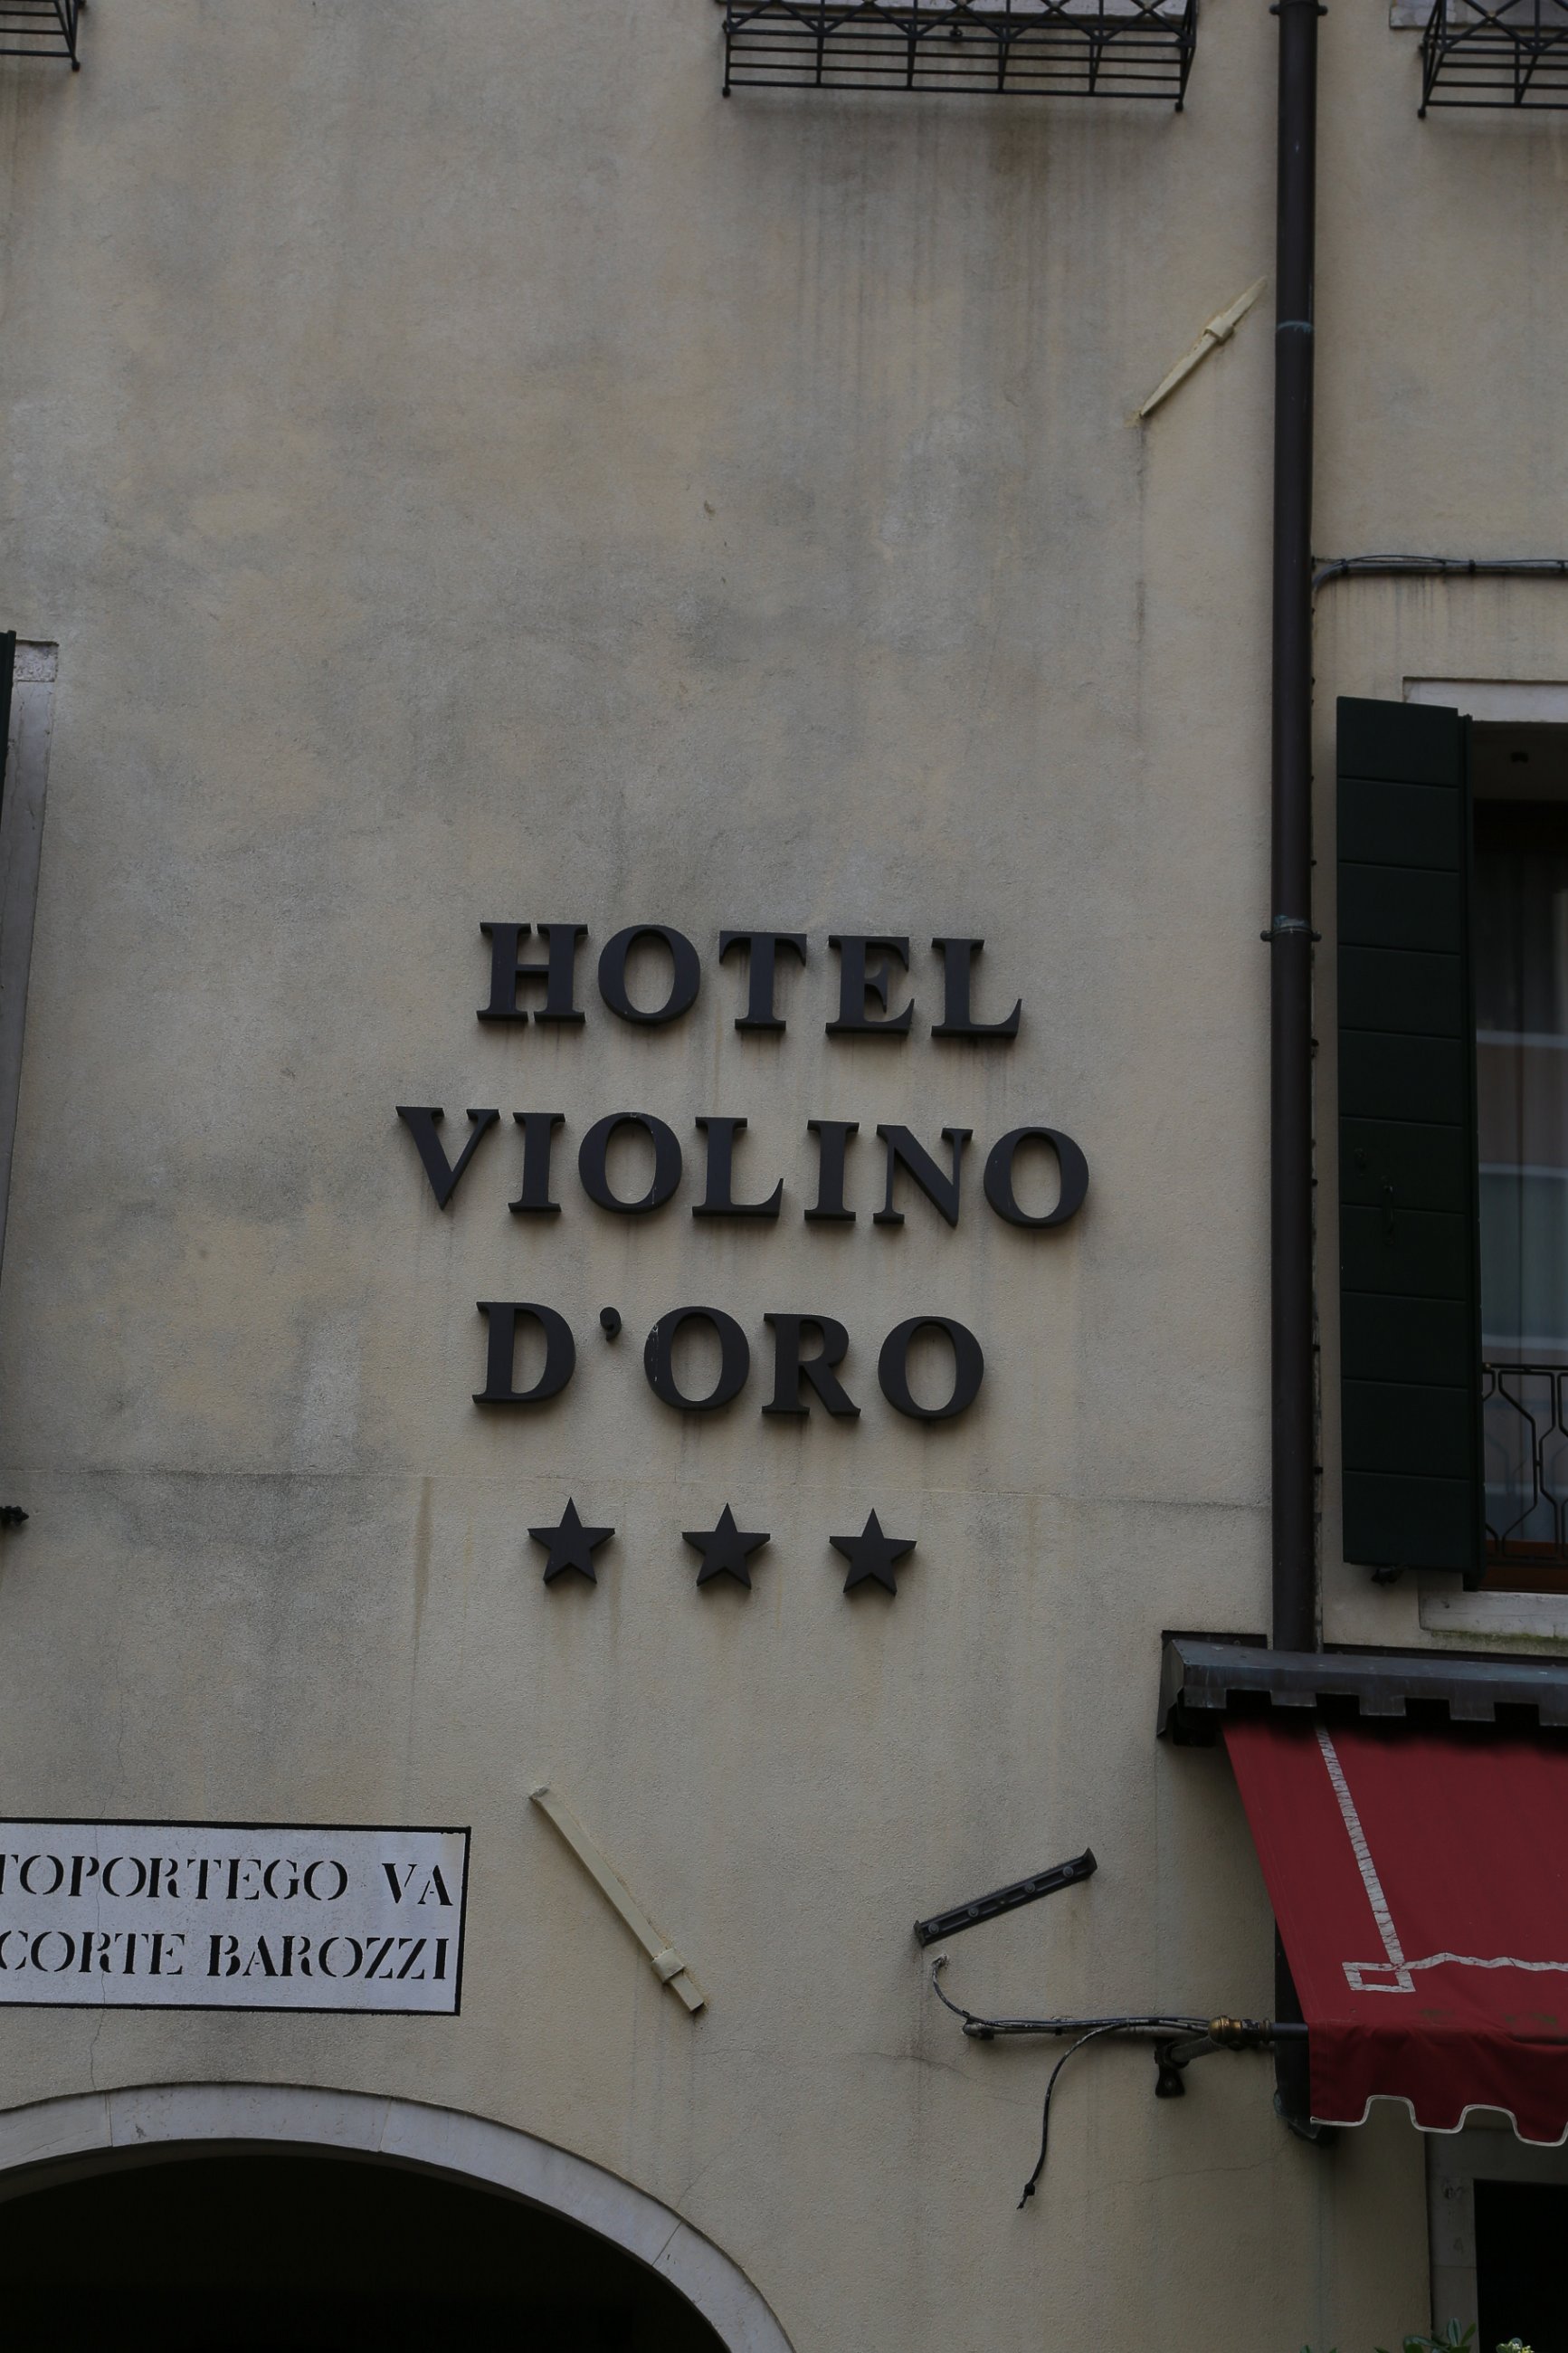 HOTEL
VIOLINO
D'ORO
TOPORTEGO VA
CORTE BAROZZI